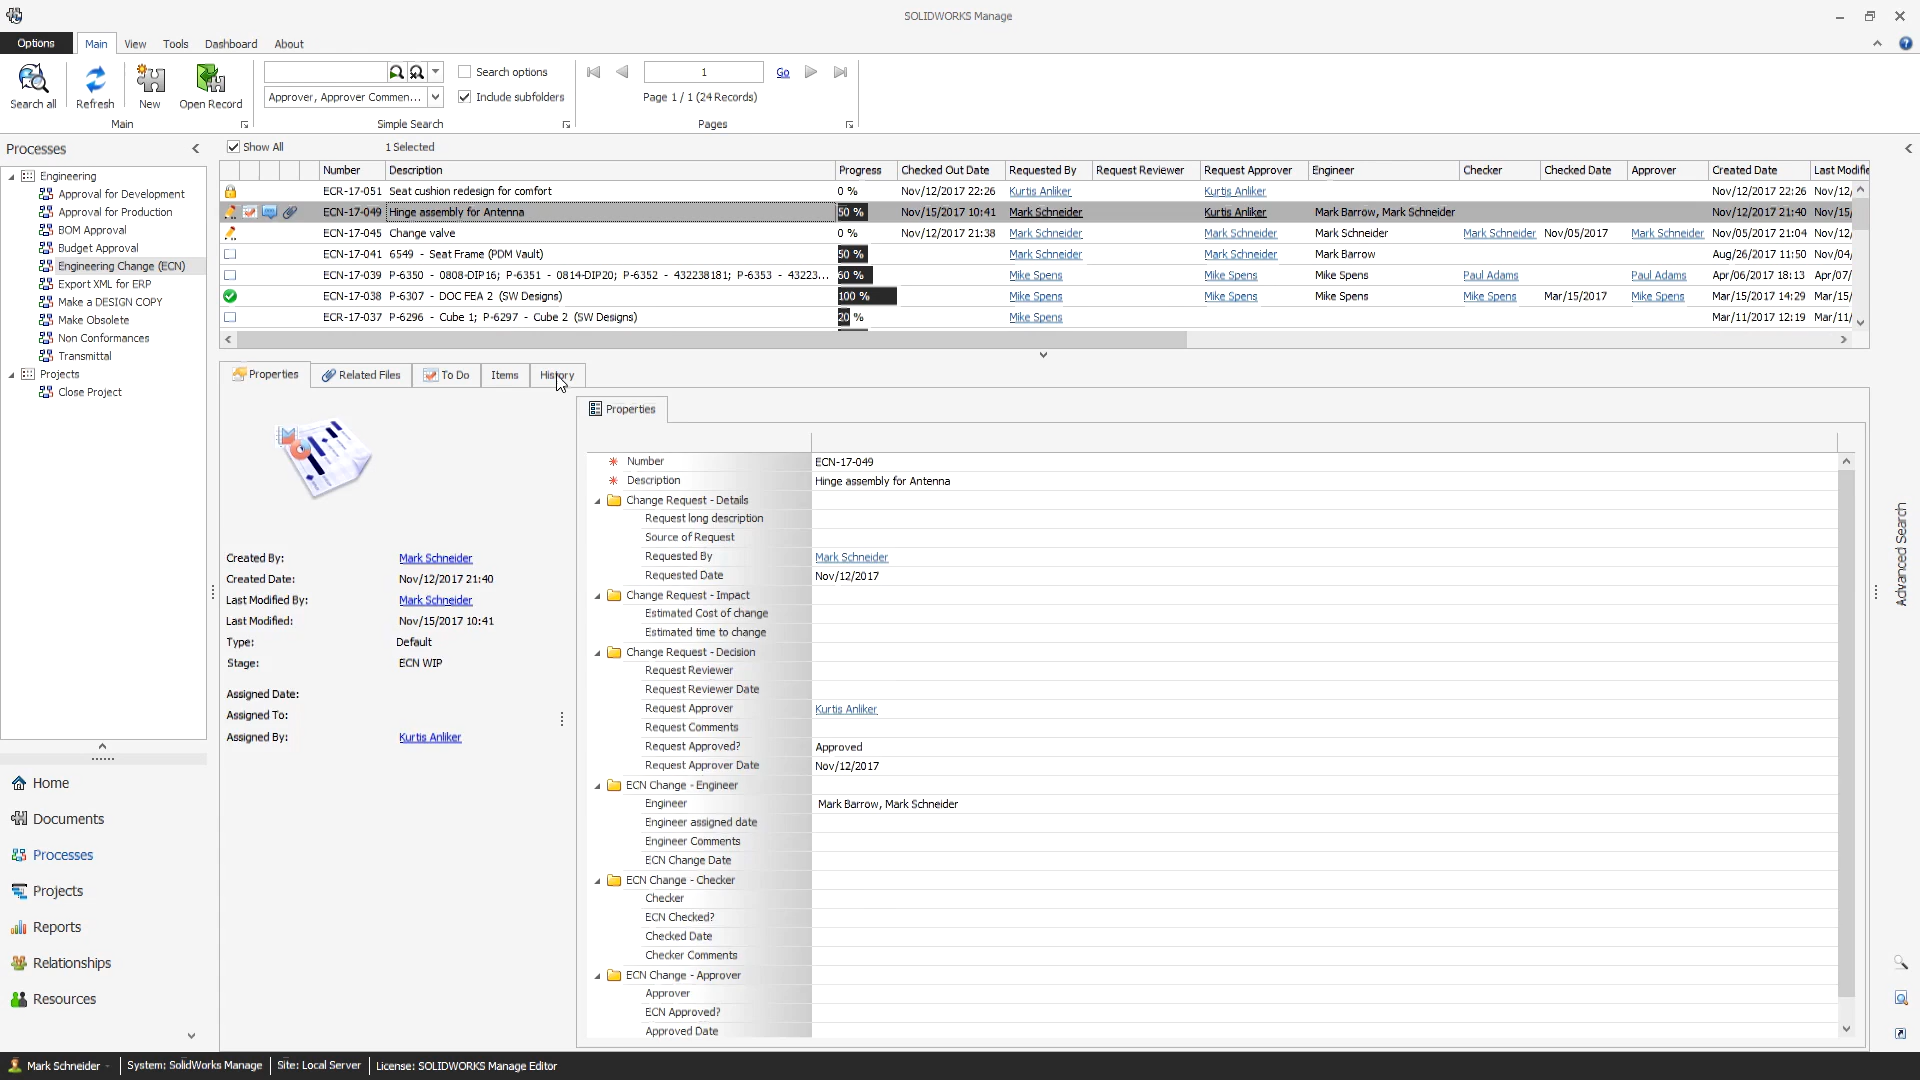 SOLIDWORKS Manage
Options Main View Tools Dashboard About
Search all Refresh New Open Record
Main
Search options
Approver, Approver Commen... Include subfolders
Simple Search
1 Go
Page 1 / 1 (24 Records)
Pages
Processes
Engineering
Approval for Development
Approval for Production
BOM Approval
Budget Approval
Engineering Change (ECN)
Export XML for ERP
Make a DESIGN COPY
Make Obsolete
Non Conformances
Transmittal
Projects
Close Project
Home
Documents
Processes
Projects
Reports
Relationships
Resources
Show All 1 Selected
Number Description Progress Checked Out Date Requested By Request Reviewer Request Approver Engineer Checker Checked Date Approver Created Date Last Modifie
ECR-17-051 Seat cushion redesign for comfort 0 % Nov/12/2017 22:26 Kurtis Anliker Kurtis Anliker Nov/12/2017 22:26 Nov/12/
ECN-17-049 Hinge assembly for Antenna 50 % Nov/15/2017 10:41 Mark Schneider Kurtis Anliker Mark Barrow, Mark Schneider Nov/12/2017 21:40 Nov/15/
ECN-17-045 Change valve 0 % Nov/12/2017 21:38 Mark Schneider Mark Schneider Mark Schneider Mark Schneider Nov/05/2017 Mark Schneider Nov/05/2017 21:04 Nov/12/
ECN-17-041 6549 - Seat Frame (PDM Vault) 50 % Mark Schneider Mark Schneider Mark Barrow Aug/26/2017 11:50 Nov/04/
ECN-17-039 P-6350 - 0808-DIP16; P-6351 - 0814-DIP20; P-6352 - 432238181; P-6353 - 43223... 60 % Mike Spens Mike Spens Mike Spens Paul Adams Paul Adams Apr/06/2017 18:13 Apr/07/
ECN-17-038 P-6307 - DOC FEA 2 (SW Designs) 100 % Mike Spens Mike Spens Mike Spens Mike Spens Mar/15/2017 Mike Spens Mar/15/2017 14:29 Mar/15/
ECR-17-037 P-6296 - Cube 1; P-6297 - Cube 2 (SW Designs) 20 % Mike Spens Mar/11/2017 12:19 Mar/11/
Properties Related Files To Do Items History
Created By: Mark Schneider
Created Date: Nov/12/2017 21:40
Last Modified By: Mark Schneider
Last Modified: Nov/15/2017 10:41
Type: Default
Stage: ECN WIP
Assigned Date:
Assigned To:
Assigned By: Kurtis Anliker
Properties
Number ECN-17-049
Description Hinge assembly for Antenna
Change Request - Details
Request long description
Source of Request
Requested By Mark Schneider
Requested Date Nov/12/2017
Change Request - Impact
Estimated Cost of change
Estimated time to change
Change Request - Decision
Request Reviewer
Request Reviewer Date
Request Approver Kurtis Anliker
Request Comments
Request Approved? Approved
Request Approver Date Nov/12/2017
ECN Change - Engineer
Engineer Mark Barrow, Mark Schneider
Engineer assigned date
Engineer Comments
ECN Change Date
ECN Change - Checker
Checker
ECN Checked?
Checked Date
Checker Comments
ECN Change - Approver
Approver
ECN Approved?
Approved Date
Advanced Search
Mark Schneider System: SolidWorks Manage Site: Local Server License: SOLIDWORKS Manage Editor